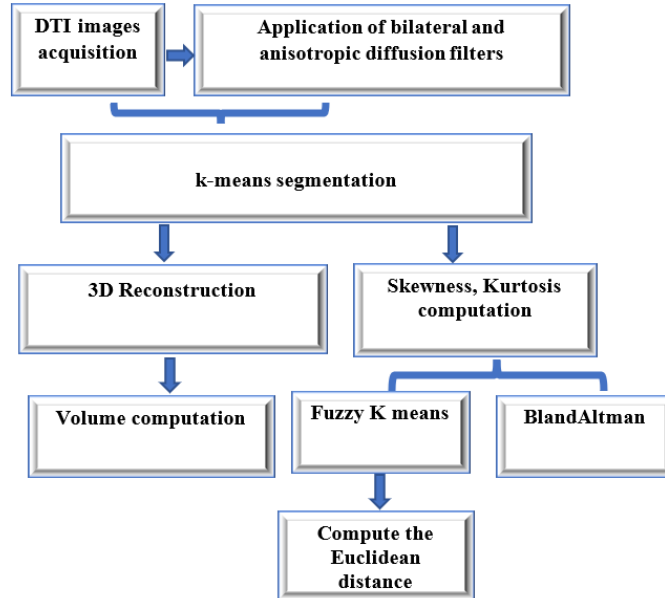 DTI images
acquisition
Application of bilateral and
anisotropic diffusion filters
k-means segmentation
3D Reconstruction
Skewness, Kurtosis
computation
Volume computation
Fuzzy K means
BlandAltman
Compute the
Euclidean
distance